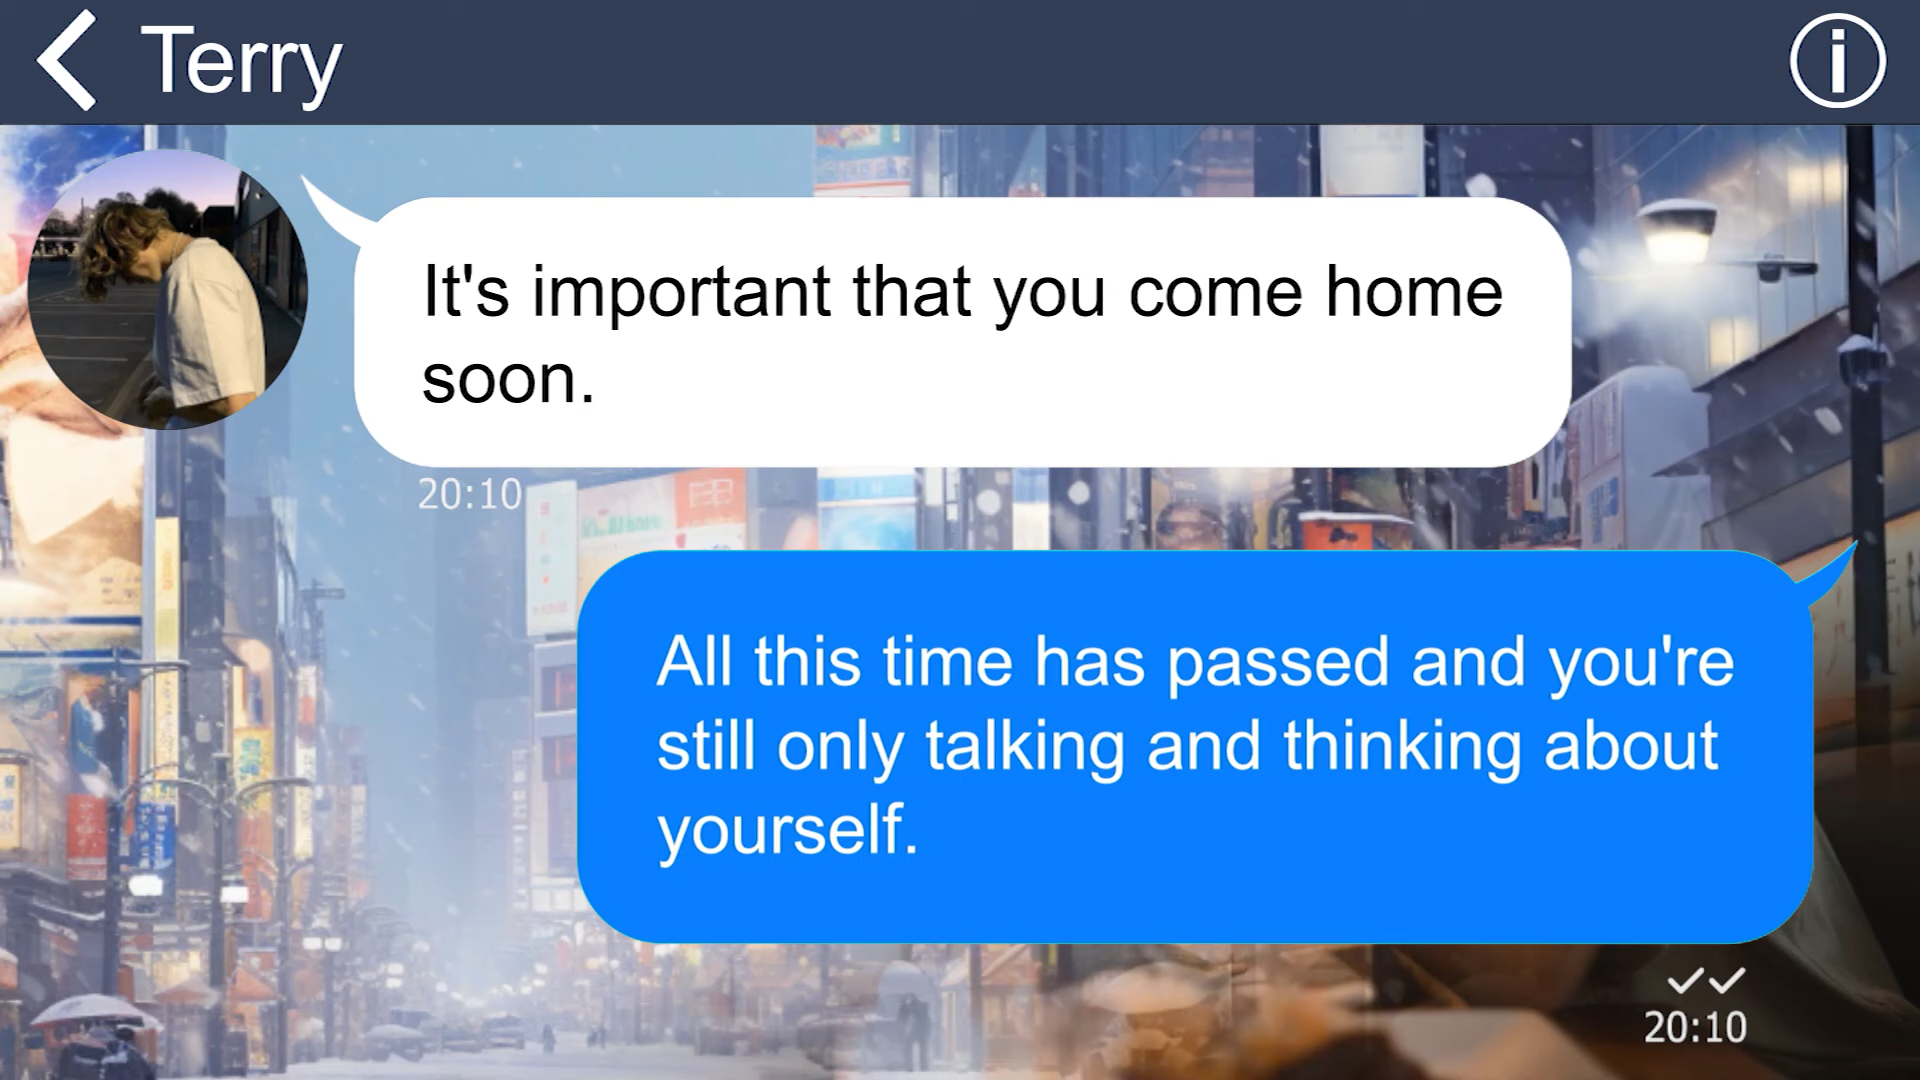 Terry
It's important that you come home
soon.
20:10
All this time has passed and you're
still only talking and thinking about
yourself.
20:10